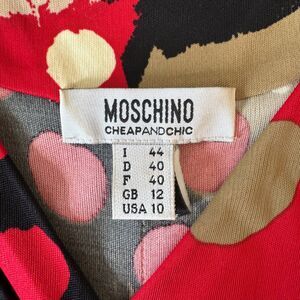 MOSCHINO
CHEAPANDCHIC
I 44
D 40
F 40
GB 12
USA 10